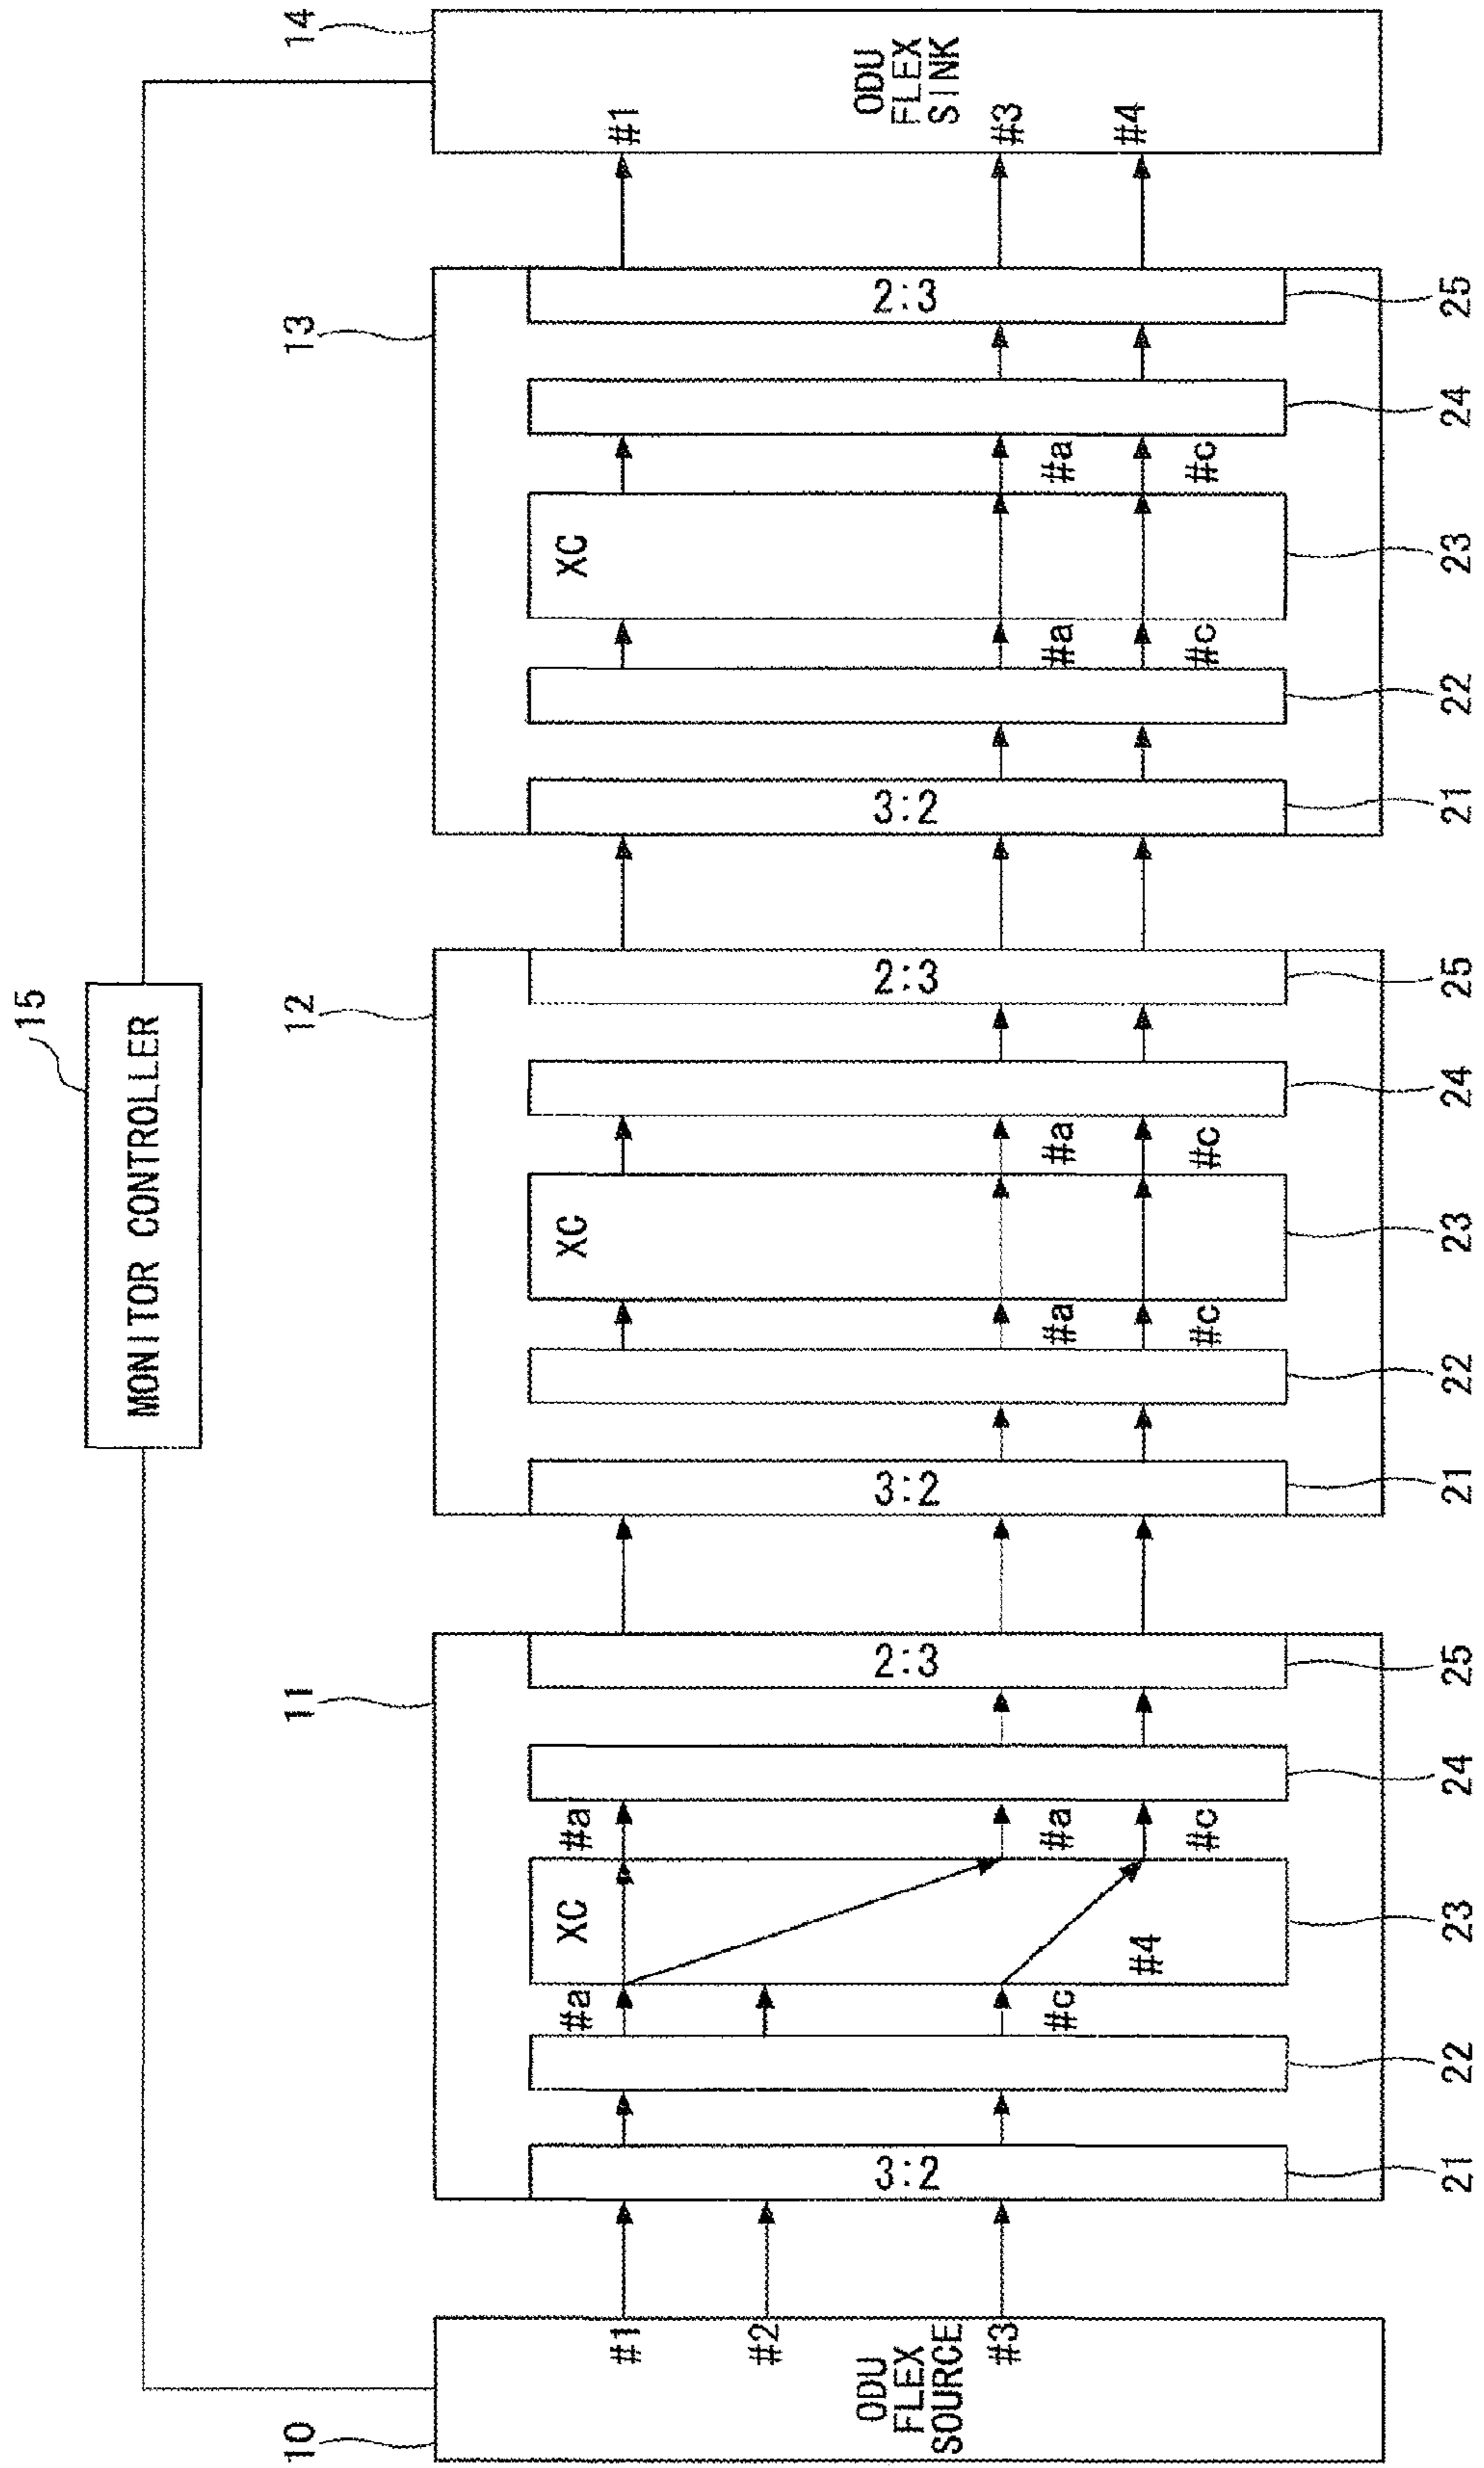 15
MONITOR CONTROLLER
10
11
12
13
14
ODU
FLEX
SOURCE
#1
#2
#3
3:2
#a
#c
XC
#4
#a
#a
#c
2:3
21
22
23
24
25
3:2
#a
#c
XC
#a
#c
2:3
21
22
23
24
25
3:2
#a
#c
XC
#a
#c
2:3
21
22
23
24
25
#1
#3
#4
ODU
FLEX
SINK